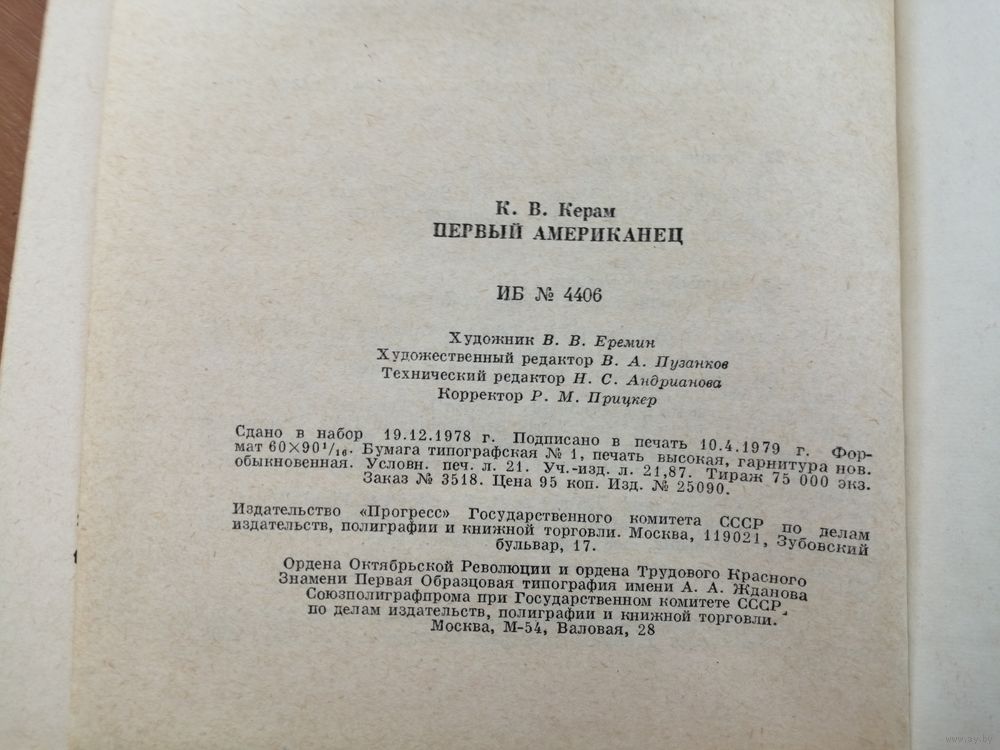 К. В. Керам
ПЕРВЫЙ АМЕРИКАНЕЦ
ИБ № 4406
Художник В. В. Еремин
Художественный редактор В. А. Пузанков
Технический редактор Н. С. Андрианова
Корректор Р. М. Прицкер
Сдано в набор 19.12.1978 г. Подписано в печать 10.4.1979 г. Фор-
мат 60×90 1/16. Бумага типографская № 1, печать высокая, гарнитура нов.
обыкновенная. Условн. печ. л. 21. Уч.-изд. л. 21,87. Тираж 75 000 экз.
Заказ № 3518. Цена 95 коп. Изд. № 25090.
Издательство «Прогресс» Государственного комитета СССР по делам
издательств, полиграфии и книжной торговли. Москва, 119021, Зубовский
бульвар, 17.
Ордена Октябрьской Революции и ордена Трудового Красного
Знамени Первая Образцовая типография имени А. А. Жданова
Союзполиграфпрома при Государственном комитете СССР
по делам издательств, полиграфии и книжной торговли.
Москва, М-54, Валовая, 28
www.ay.by